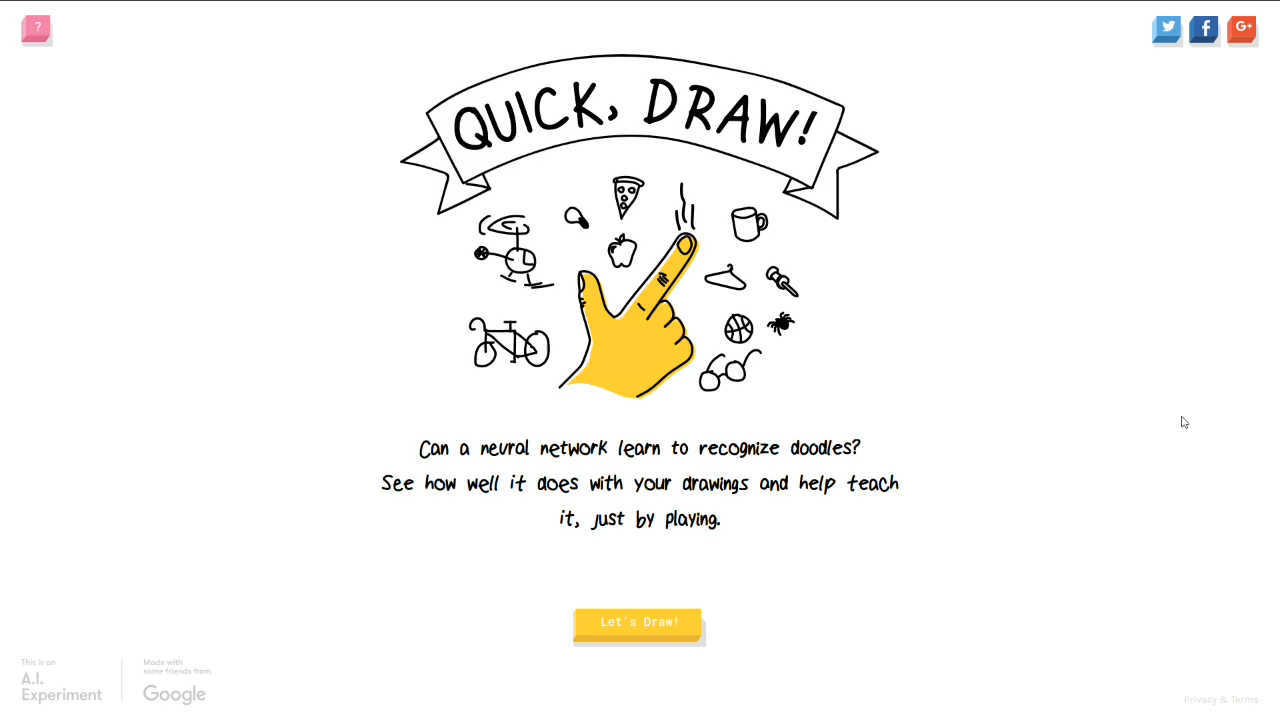 ?
f
G+
QUICK, DRAW!
Can a neural network learn to recognize doodles?
See how well it does with your drawings and help teach
it, just by playing.
Let's Draw!
This is an
A.I.
Experiment
Made with
some friends from
Google
Privacy & Terms